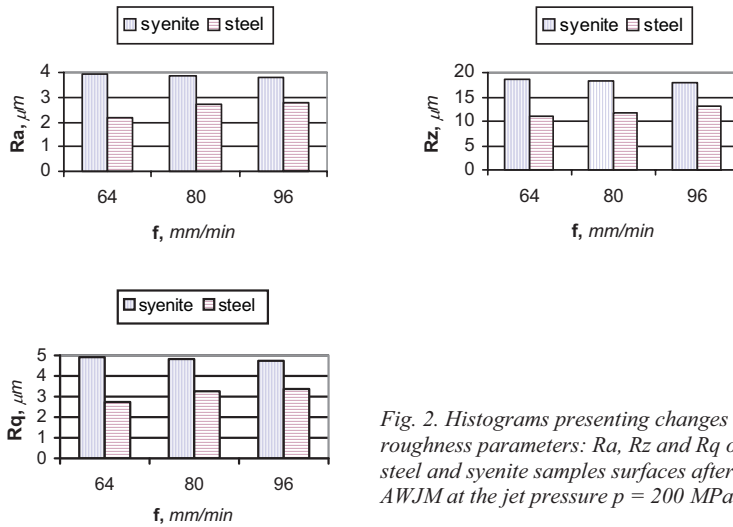 syenite steel
4
3
2
1
0
Ra, μm
64 80 96
f, mm/min
syenite steel
20
15
10
5
0
Rz, μm
64 80 96
f, mm/min
syenite steel
5
4
3
2
1
0
Rq, μm
64 80 96
f, mm/min
Fig. 2. Histograms presenting changes
roughness parameters: Ra, Rz and Rq o
steel and syenite samples surfaces after
AWJM at the jet pressure p = 200 MPa